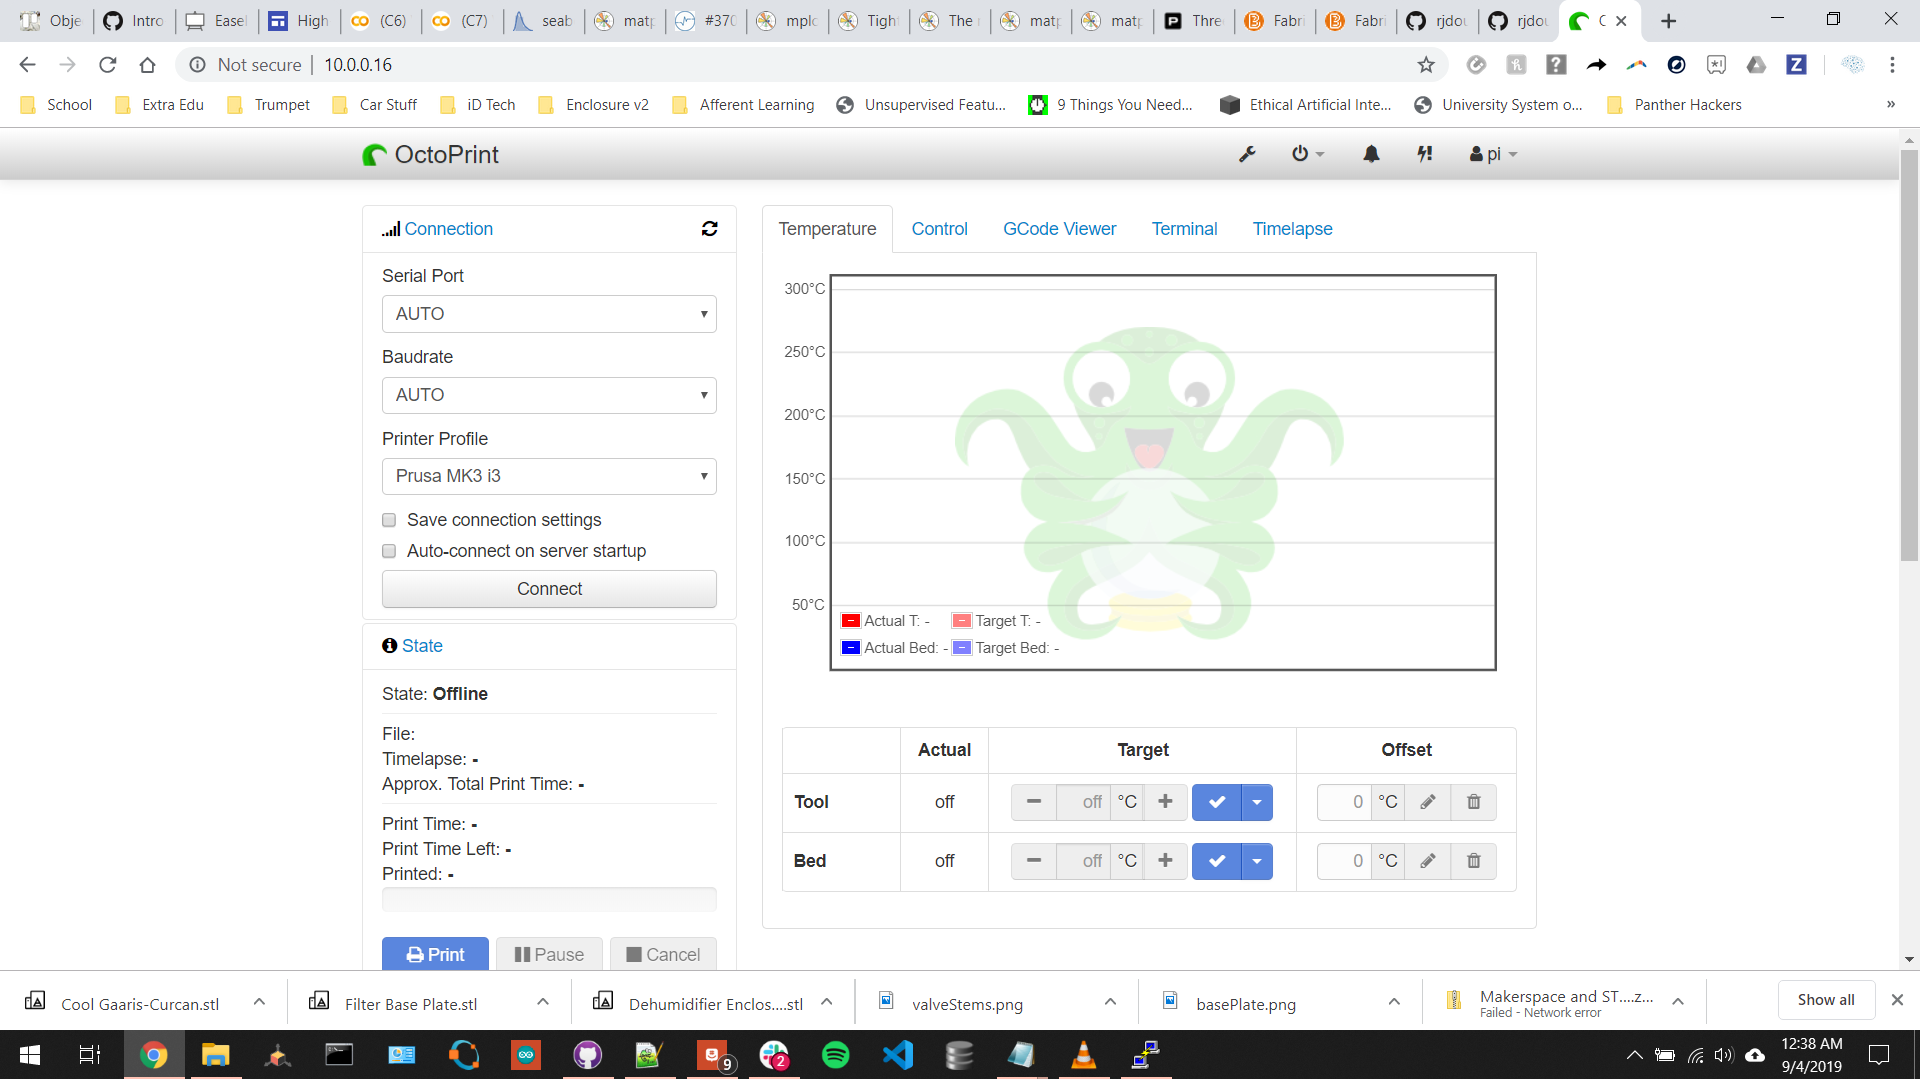 Obje
Intro
Easel
High
(C6)
(C7)
seab
matp
#370
mplo
Tight
The
matp
matp
Three
Fabri
Fabri
rjdou
rjdou
Not secure
10.0.0.16
School
Extra Edu
Trumpet
Car Stuff
iD Tech
Enclosure v2
Afferent Learning
Unsupervised Featu...
9 Things You Need...
Ethical Artificial Inte...
University System o...
Panther Hackers
»
OctoPrint
pi
Connection
Serial Port
AUTO
Baudrate
AUTO
Printer Profile
Prusa MK3 i3
Save connection settings
Auto-connect on server startup
Connect
State
State: Offline
File:
Timelapse: -
Approx. Total Print Time: -
Print Time: -
Print Time Left: -
Printed: -
Print
Pause
Cancel
Temperature
Control
GCode Viewer
Terminal
Timelapse
300°C
250°C
200°C
150°C
100°C
50°C
Actual T: -
Target T: -
Actual Bed: -
Target Bed: -
Actual
Target
Offset
Tool
off
off °C
0 °C
Bed
off
off °C
0 °C
Cool Gaaris-Curcan.stl
Filter Base Plate.stl
Dehumidifier Enclos....stl
valveStems.png
basePlate.png
Makerspace and ST....z...
Failed - Network error
Show all
9
2
12:38 AM
9/4/2019